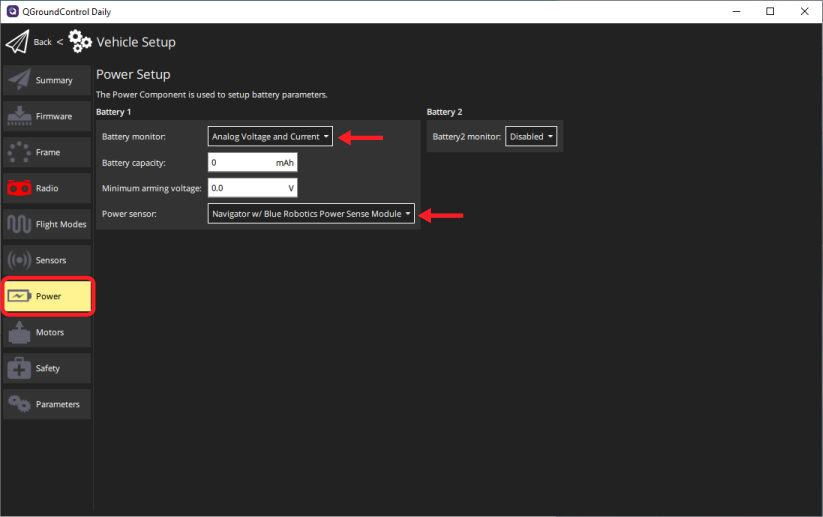 QGroundControl Daily
Back < Vehicle Setup
Summary
Firmware
Frame
Radio
Flight Modes
Sensors
Power
Motors
Safety
Parameters
Power Setup
The Power Component is used to setup battery parameters.
Battery 1
Battery monitor: Analog Voltage and Current
Battery capacity: 0 mAh
Minimum arming voltage: 0.0 V
Power sensor: Navigator w/ Blue Robotics Power Sense Module
Battery 2
Battery2 monitor: Disabled